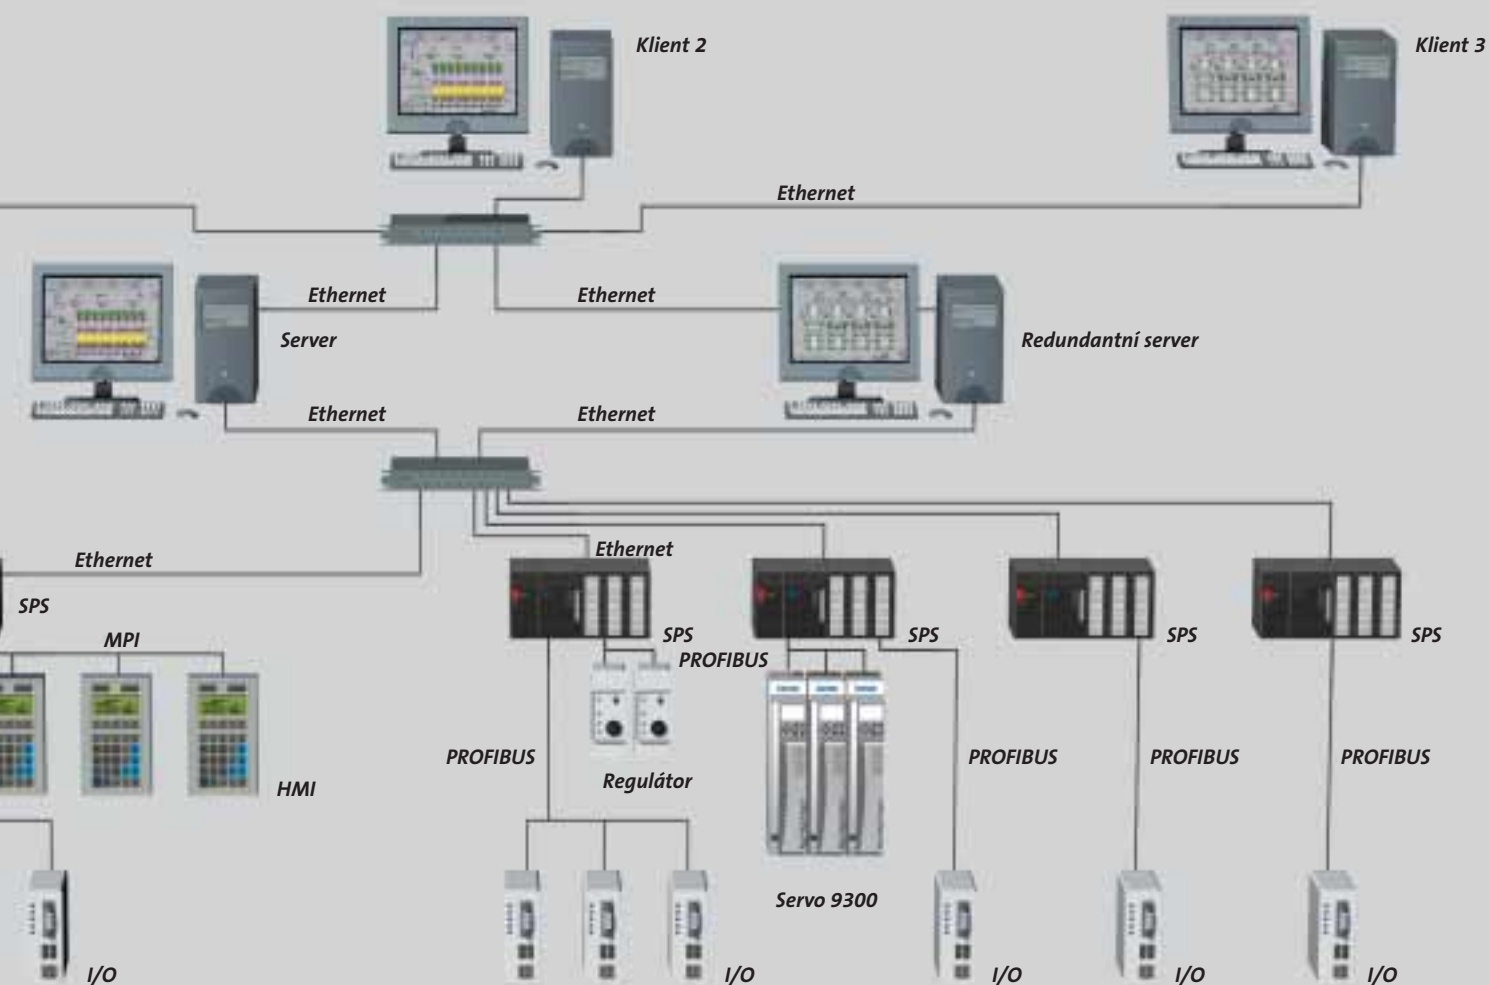 Klient 2
Klient 3
Ethernet
Ethernet
Ethernet
Server
Redundantní server
Ethernet
Ethernet
Ethernet
Ethernet
SPS
MPI
SPS
SPS
SPS
SPS
PROFIBUS
PROFIBUS
PROFIBUS
PROFIBUS
PROFIBUS
Regulátor
HMI
Servo 9300
I/O
I/O
I/O
I/O
I/O